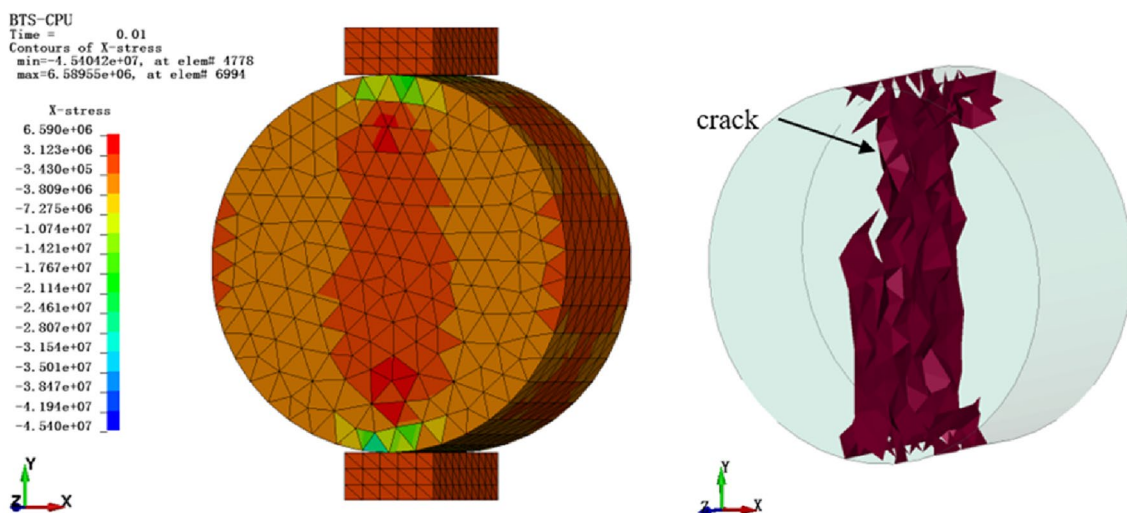 BTS-CPU
Time = 0.01
Contours of X-stress
min=-4.54042e+07, at elem# 4778
max=6.58955e+06, at elem# 6994
X-stress
6.590e+06
3.123e+06
-3.430e+05
-3.809e+06
-7.275e+06
-1.074e+07
-1.421e+07
-1.767e+07
-2.114e+07
-2.461e+07
-2.807e+07
-3.154e+07
-3.501e+07
-3.847e+07
-4.194e+07
-4.540e+07
crack
Y
Z X
Y
Z X